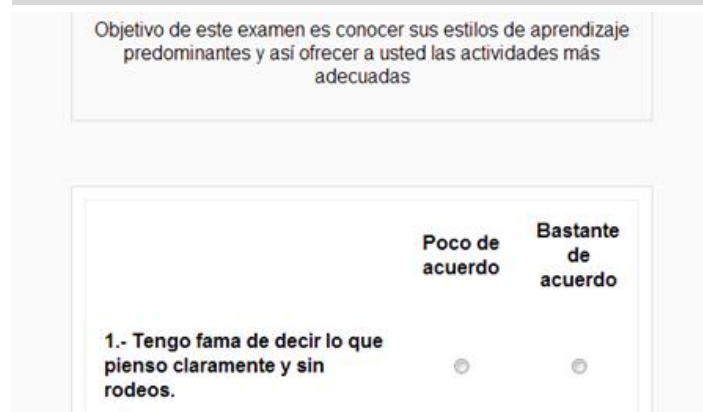 Objetivo de este examen es conocer sus estilos de aprendizaje
predominantes y así ofrecer a usted las actividades más
adecuadas
Poco de
acuerdo
Bastante
de
acuerdo
1.- Tengo fama de decir lo que
pienso claramente y sin
rodeos.